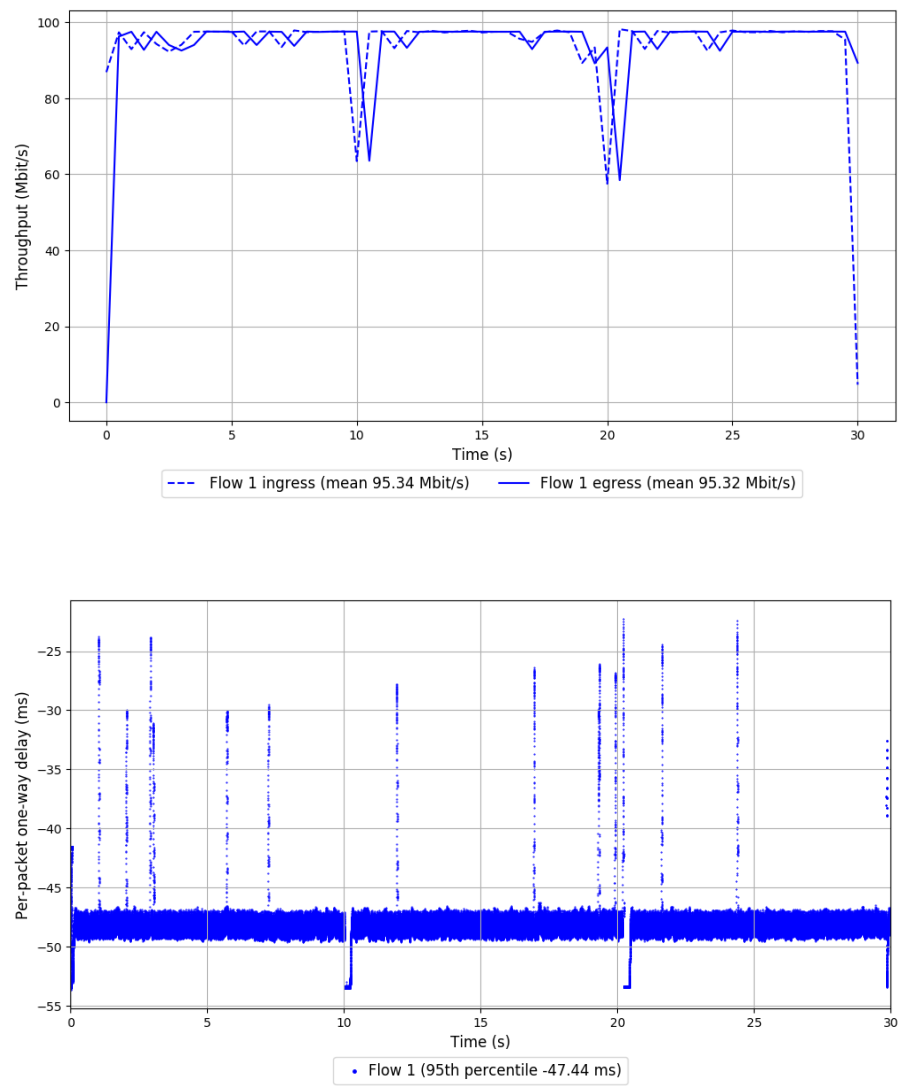 100
80
60
40
20
0
Throughput (Mbit/s)
0 5 10 15 20 25 30
Time (s)
Flow 1 ingress (mean 95.34 Mbit/s) Flow 1 egress (mean 95.32 Mbit/s)
−25
−30
−35
−40
−45
−50
−55
Per-packet one-way delay (ms)
0 5 10 15 20 25 30
Time (s)
Flow 1 (95th percentile -47.44 ms)